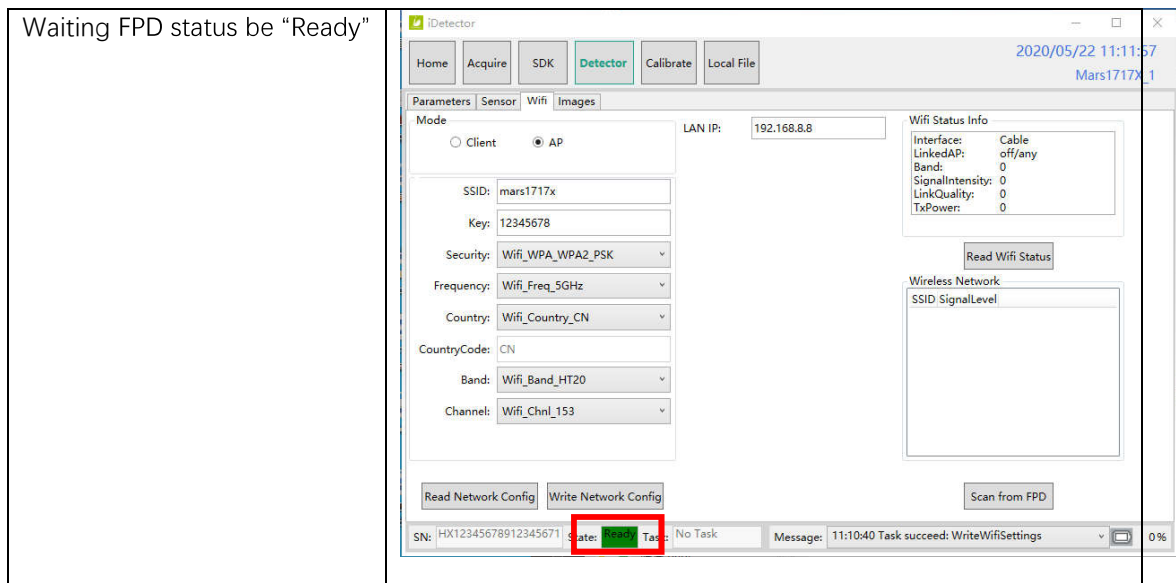 Waiting FPD status be “Ready”
iDetector
Home Acquire SDK Detector Calibrate Local File
2020/05/22 11:11:57
Mars1717X_1
Parameters Sensor Wifi Images
Mode
Client AP
LAN IP: 192.168.8.8
SSID: mars1717x
Key: 12345678
Security: Wifi_WPA_WPA2_PSK
Frequency: Wifi_Freq_5GHz
Country: Wifi_Country_CN
CountryCode: CN
Band: Wifi_Band_HT20
Channel: Wifi_Chnl_153
Wifi Status Info
Interface: Cable
LinkedAP: off/any
Band: 0
SignalIntensity: 0
LinkQuality: 0
TxPower: 0
Read Wifi Status
Wireless Network
SSID SignalLevel
Read Network Config Write Network Config
Scan from FPD
SN: HX12345678912345671 State: Ready Task: No Task Message: 11:10:40 Task succeed: WriteWifiSettings 0%